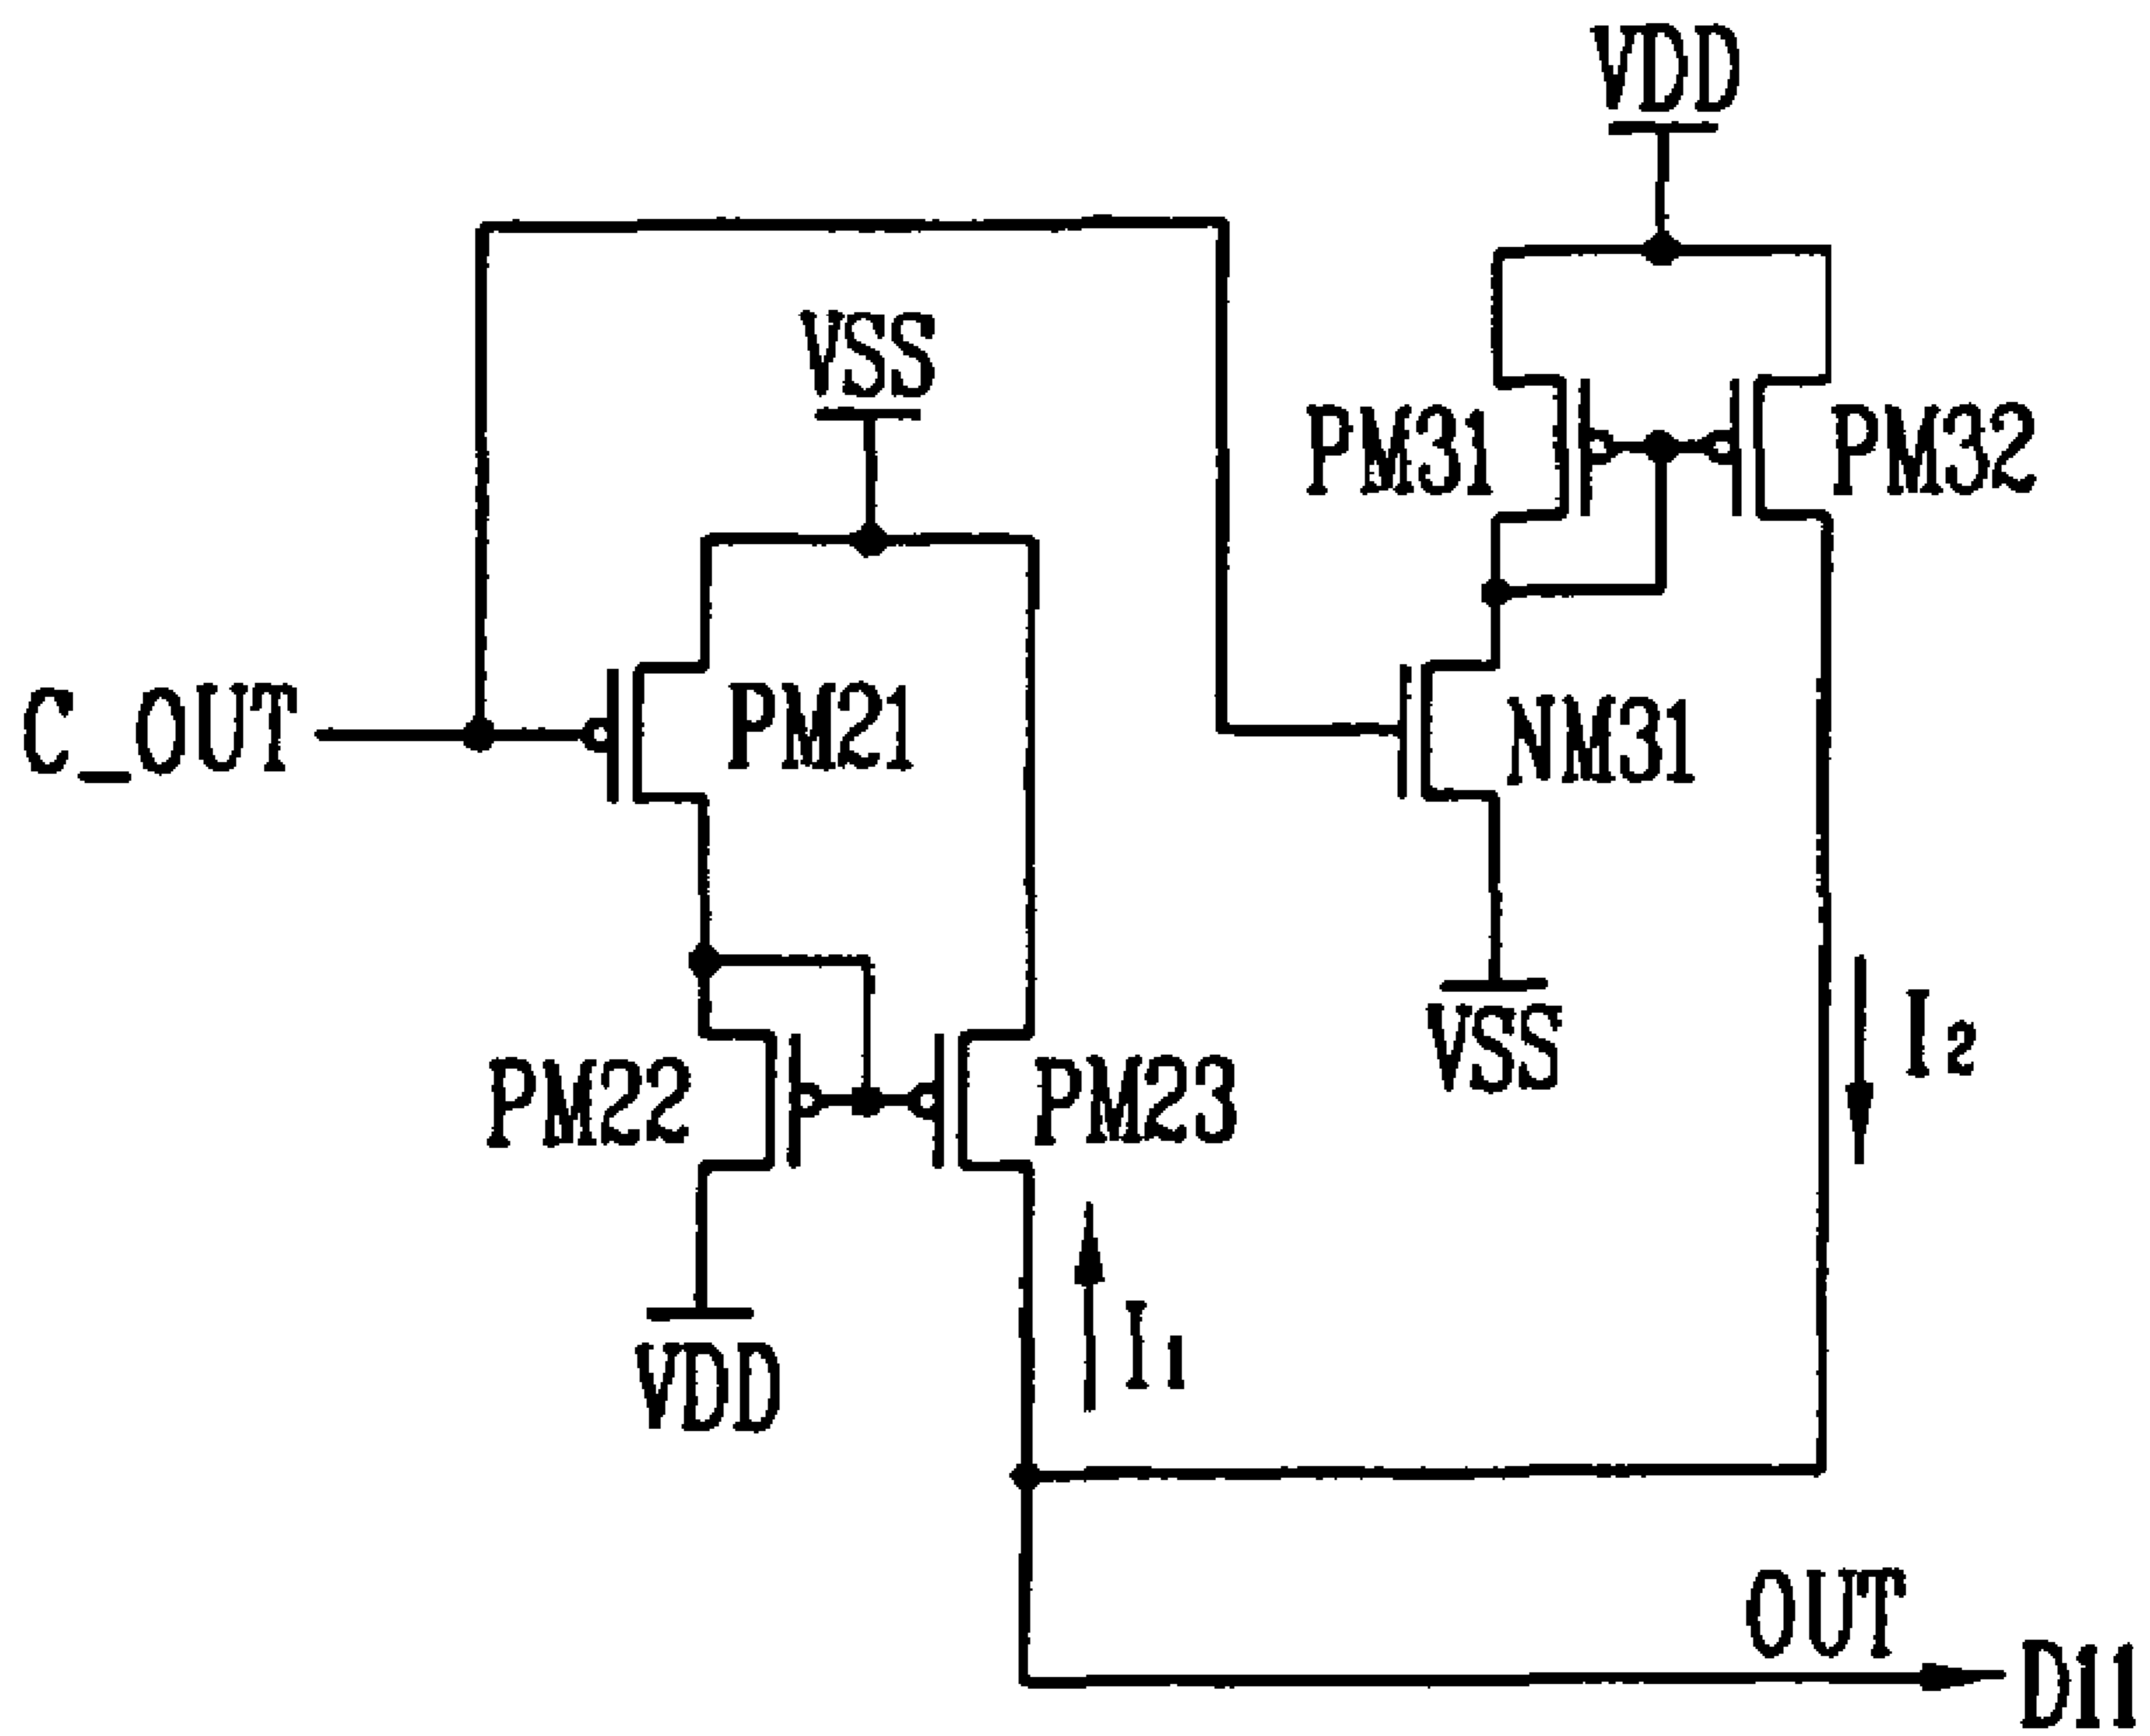 VDD
VSS
PM31
PM32
C_OUT
PM21
NM31
VSS
I2
PM22
PM23
I1
VDD
OUT
D11